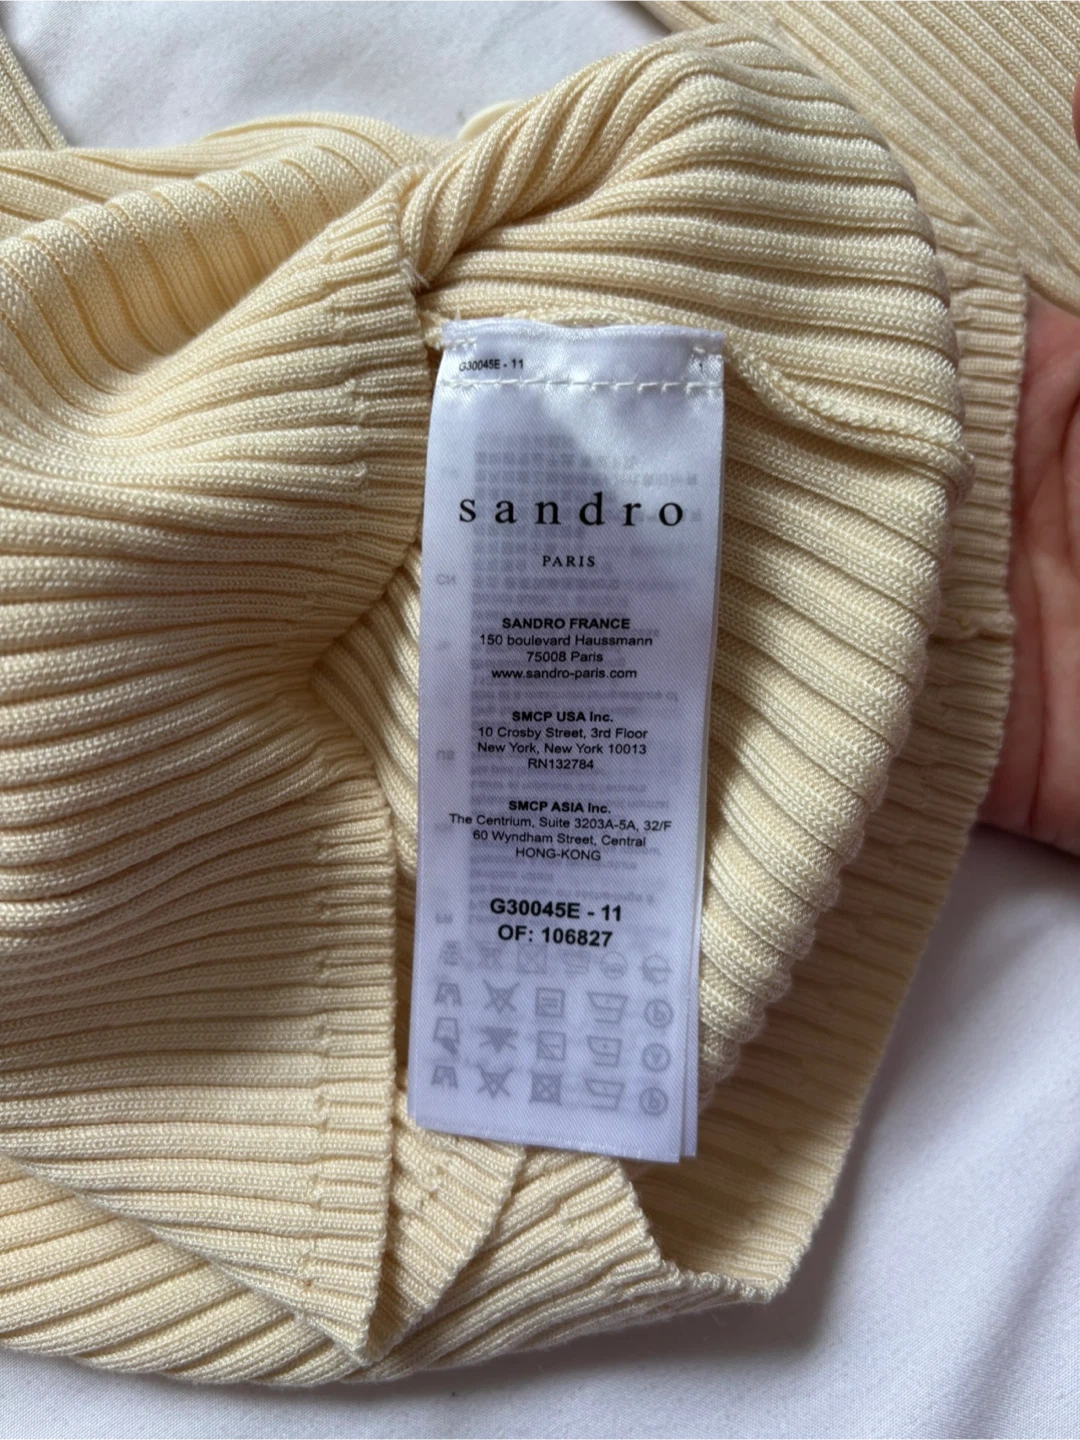 G30045E - 11
1
sandro
PARIS
SANDRO FRANCE
150 boulevard Haussmann
75008 Paris
www.sandro-paris.com
SMCP USA Inc.
10 Crosby Street, 3rd Floor
New York, New York 10013
RN132784
SMCP ASIA Inc.
The Centrium, Suite 3203A-5A, 32/F
60 Wyndham Street, Central
HONG-KONG
G30045E - 11
OF: 106827